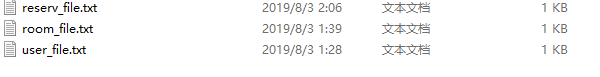 reserv_file.txt 2019/8/3 2:06 文本文档 1 KB
room_file.txt 2019/8/3 1:39 文本文档 1 KB
user_file.txt 2019/8/3 1:28 文本文档 1 KB